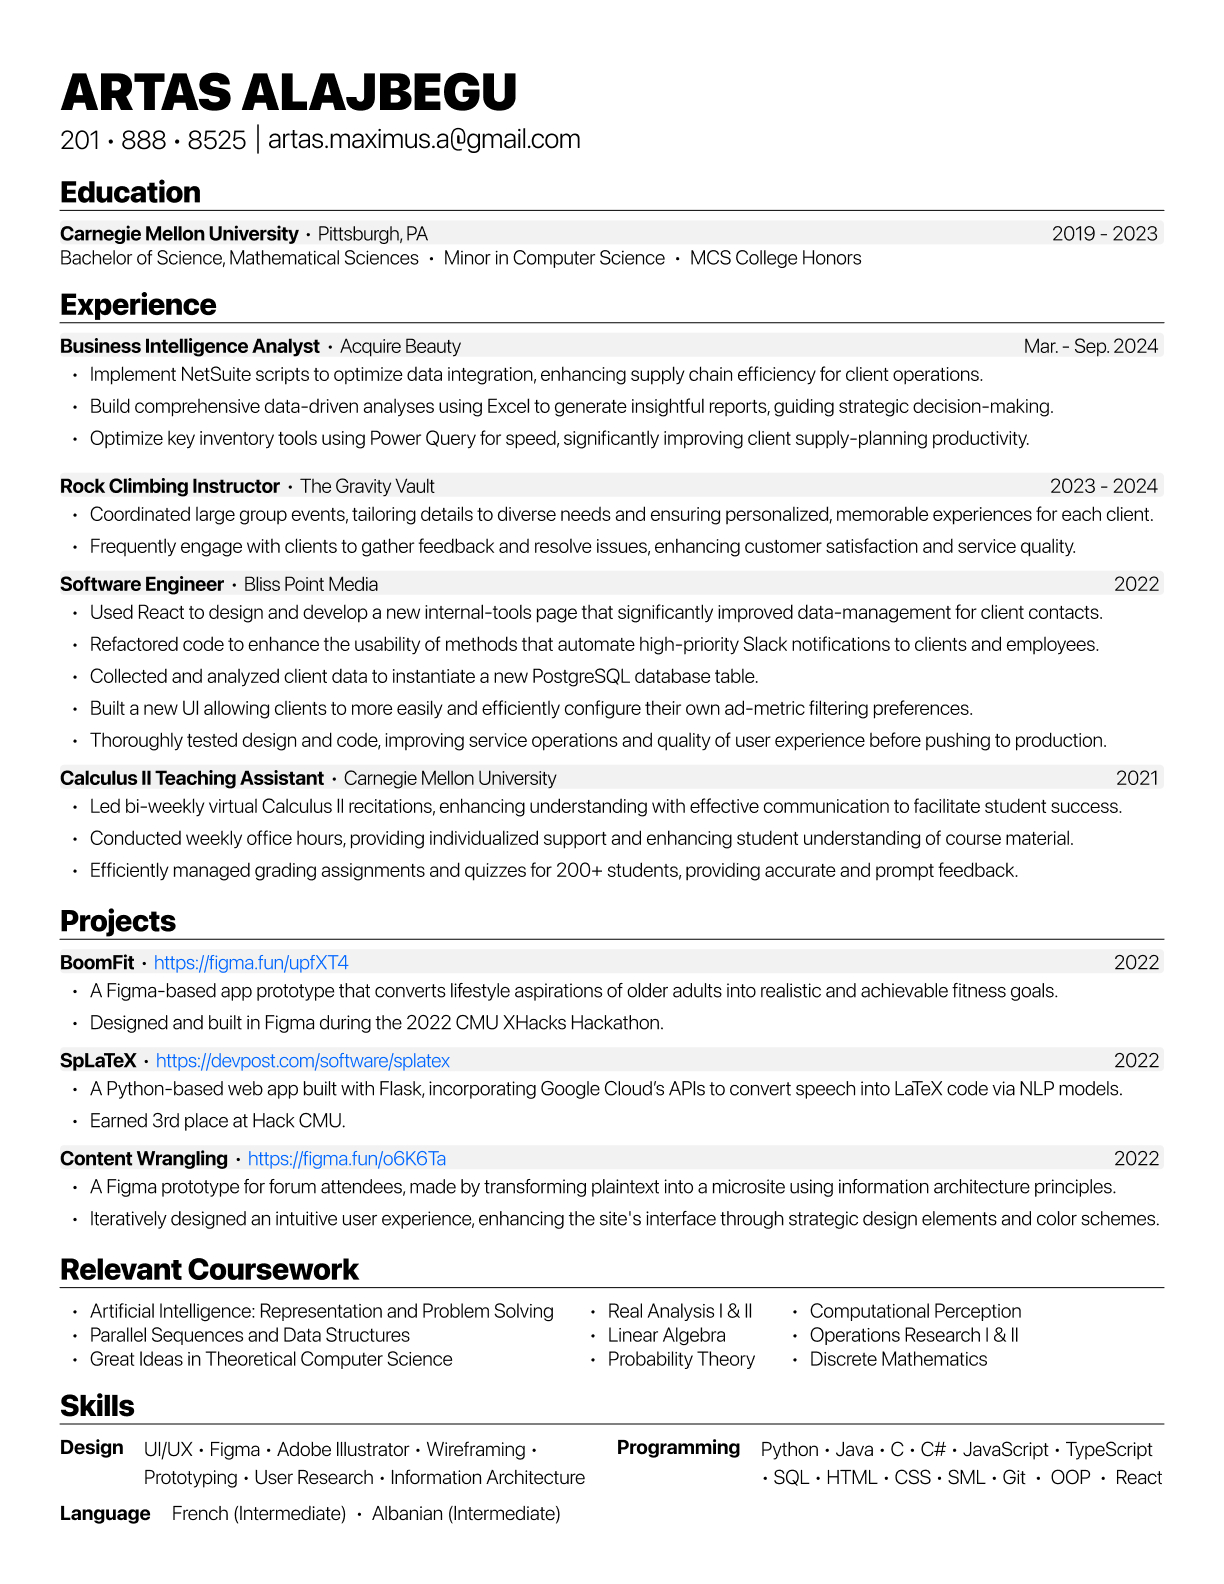 ARTAS ALAJBEGU
201 • 888 • 8525 | artas.maximus.a@gmail.com
Education
Carnegie Mellon University • Pittsburgh, PA 2019 - 2023
Bachelor of Science, Mathematical Sciences • Minor in Computer Science • MCS College Honors
Experience
Business Intelligence Analyst • Acquire Beauty Mar. - Sep. 2024
• Implement NetSuite scripts to optimize data integration, enhancing supply chain efficiency for client operations.
• Build comprehensive data-driven analyses using Excel to generate insightful reports, guiding strategic decision-making.
• Optimize key inventory tools using Power Query for speed, significantly improving client supply-planning productivity.
Rock Climbing Instructor • The Gravity Vault 2023 - 2024
• Coordinated large group events, tailoring details to diverse needs and ensuring personalized, memorable experiences for each client.
• Frequently engage with clients to gather feedback and resolve issues, enhancing customer satisfaction and service quality.
Software Engineer • Bliss Point Media 2022
• Used React to design and develop a new internal-tools page that significantly improved data-management for client contacts.
• Refactored code to enhance the usability of methods that automate high-priority Slack notifications to clients and employees.
• Collected and analyzed client data to instantiate a new PostgreSQL database table.
• Built a new UI allowing clients to more easily and efficiently configure their own ad-metric filtering preferences.
• Thoroughly tested design and code, improving service operations and quality of user experience before pushing to production.
Calculus II Teaching Assistant • Carnegie Mellon University 2021
• Led bi-weekly virtual Calculus II recitations, enhancing understanding with effective communication to facilitate student success.
• Conducted weekly office hours, providing individualized support and enhancing student understanding of course material.
• Efficiently managed grading assignments and quizzes for 200+ students, providing accurate and prompt feedback.
Projects
BoomFit • https://figma.fun/upfXT4 2022
• A Figma-based app prototype that converts lifestyle aspirations of older adults into realistic and achievable fitness goals.
• Designed and built in Figma during the 2022 CMU XHacks Hackathon.
SpLaTeX • https://devpost.com/software/splatex 2022
• A Python-based web app built with Flask, incorporating Google Cloud's APIs to convert speech into LaTeX code via NLP models.
• Earned 3rd place at Hack CMU.
Content Wrangling • https://figma.fun/o6K6Ta 2022
• A Figma prototype for forum attendees, made by transforming plaintext into a microsite using information architecture principles.
• Iteratively designed an intuitive user experience, enhancing the site's interface through strategic design elements and color schemes.
Relevant Coursework
• Artificial Intelligence: Representation and Problem Solving • Real Analysis I & II • Computational Perception
• Parallel Sequences and Data Structures • Linear Algebra • Operations Research I & II
• Great Ideas in Theoretical Computer Science • Probability Theory • Discrete Mathematics
Skills
Design UI/UX • Figma • Adobe Illustrator • Wireframing •
Prototyping • User Research • Information Architecture
Programming Python • Java • C • C# • JavaScript • TypeScript
• SQL • HTML • CSS • SML • Git • OOP • React
Language French (Intermediate) • Albanian (Intermediate)